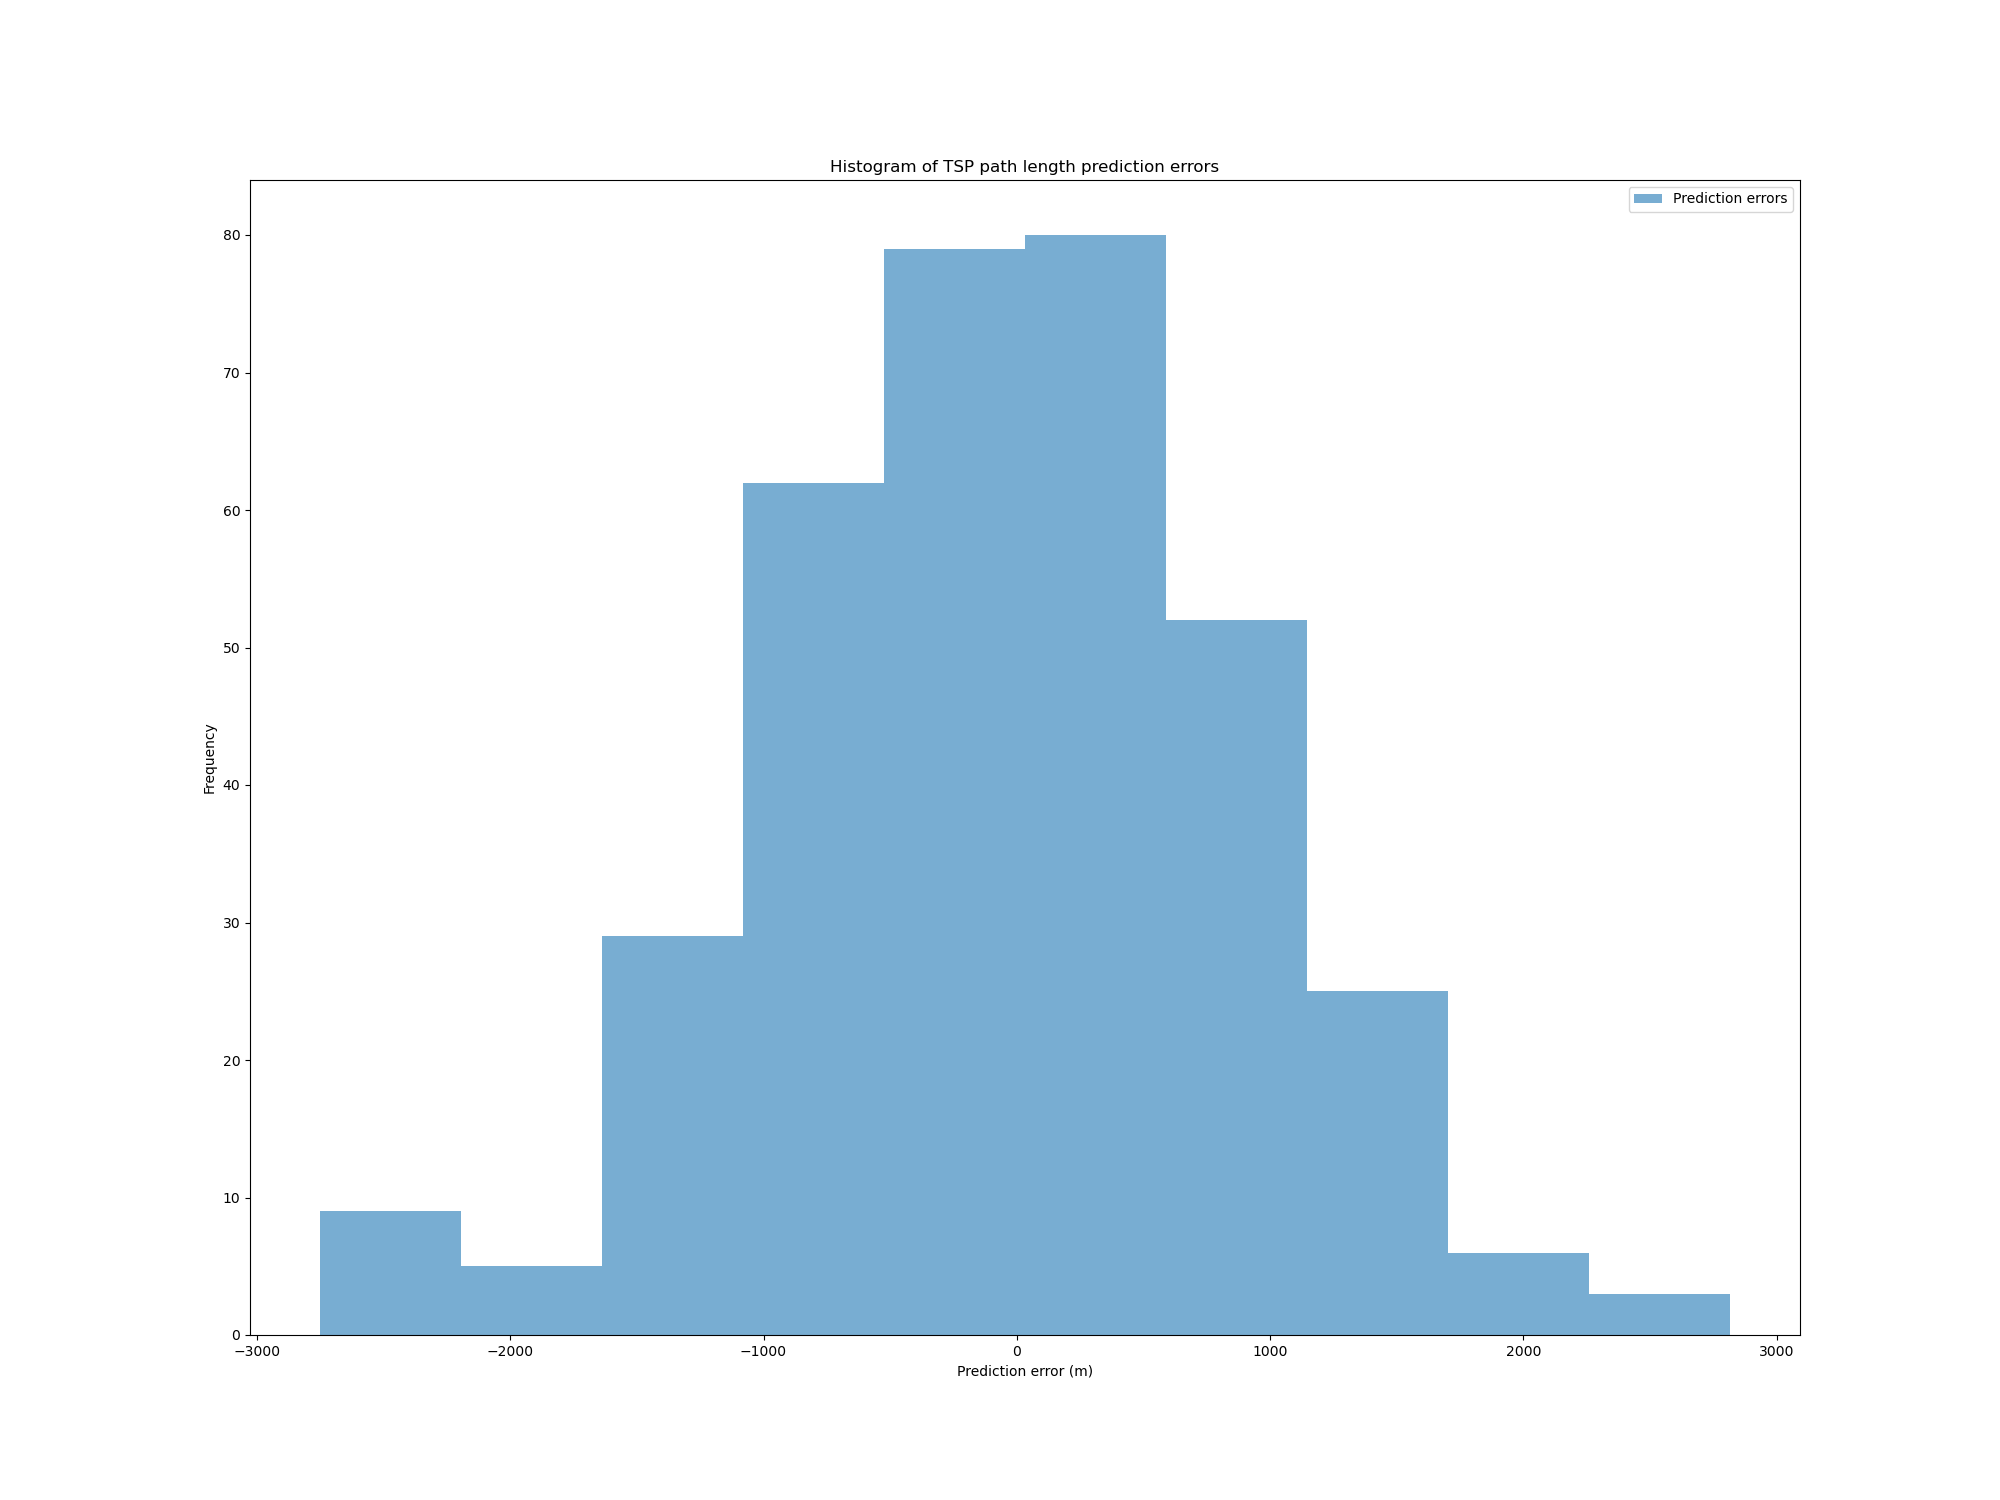 Histogram of TSP path length prediction errors
Prediction errors
80
70
60
50
40
30
20
10
0
Frequency
−3000 −2000 −1000 0 1000 2000 3000
Prediction error (m)